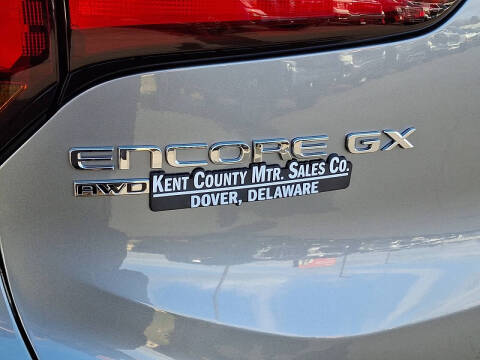 ENCORE GX
AWD
KENT COUNTY MTR. SALES CO.
DOVER, DELAWARE